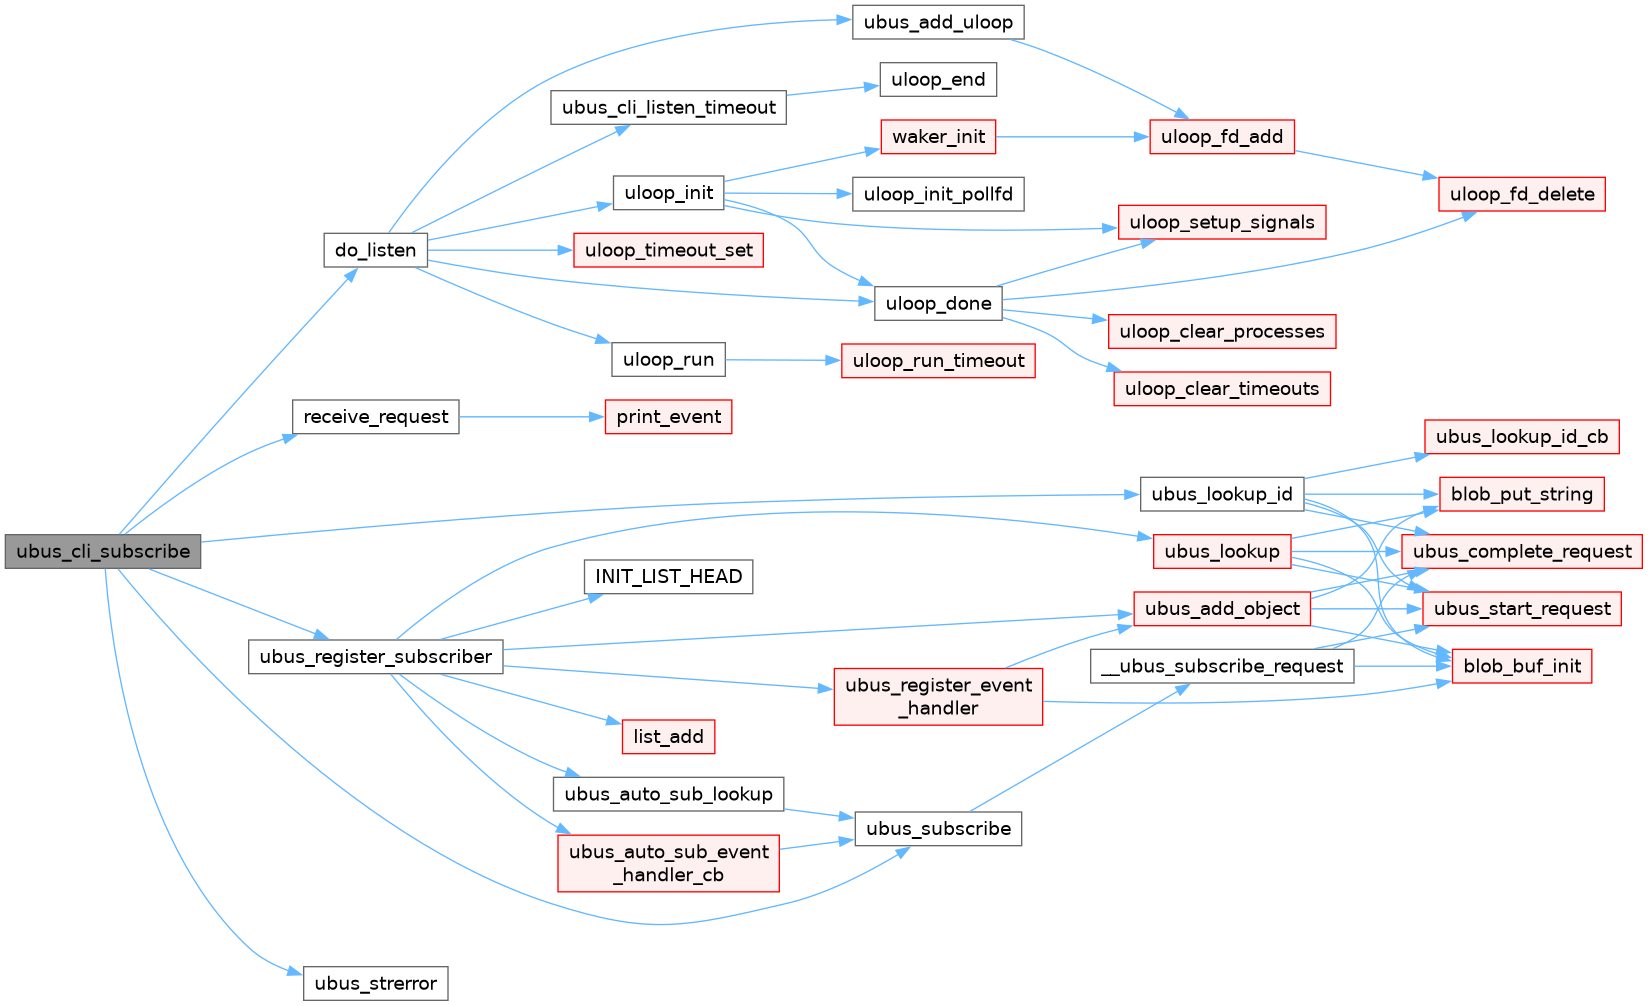 ubus_add_uloop
uloop_end
ubus_cli_listen_timeout
waker_init
uloop_fd_add
uloop_init
uloop_init_pollfd
uloop_fd_delete
uloop_setup_signals
do_listen
uloop_timeout_set
uloop_done
uloop_clear_processes
uloop_run
uloop_run_timeout
uloop_clear_timeouts
receive_request
print_event
ubus_lookup_id_cb
ubus_lookup_id
blob_put_string
ubus_cli_subscribe
ubus_lookup
ubus_complete_request
INIT_LIST_HEAD
ubus_add_object
ubus_start_request
ubus_register_subscriber
__ubus_subscribe_request
blob_buf_init
ubus_register_event
_handler
list_add
ubus_auto_sub_lookup
ubus_subscribe
ubus_auto_sub_event
_handler_cb
ubus_strerror